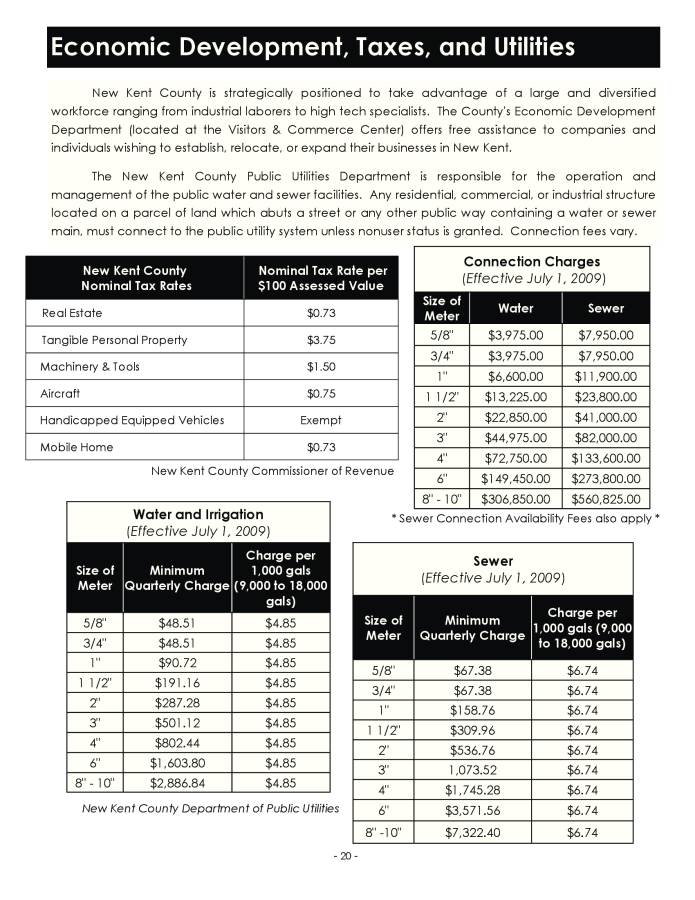 Economic Development, Taxes, and Utilities
New Kent County is strategically positioned to take advantage of a large and diversified
workforce ranging from industrial laborers to high tech specialists. The County's Economic Development
Department (located at the Visitors & Commerce Center) offers free assistance to companies and
individuals wishing to establish, relocate, or expand their businesses in New Kent.
The New Kent County Public Utilities Department is responsible for the operation and
management of the public water and sewer facilities. Any residential, commercial, or industrial structure
located on a parcel of land which abuts a street or any other public way containing a water or sewer
main, must connect to the public utility system unless nonuser status is granted. Connection fees vary.
New Kent County Nominal Tax Rates | Nominal Tax Rate per $100 Assessed Value
Real Estate $0.73
Tangible Personal Property $3.75
Machinery & Tools $1.50
Aircraft $0.75
Handicapped Equipped Vehicles Exempt
Mobile Home $0.73
New Kent County Commissioner of Revenue
Connection Charges
(Effective July 1, 2009)
Size of Meter Water Sewer
5/8" $3,975.00 $7,950.00
3/4" $3,975.00 $7,950.00
1" $6,600.00 $11,900.00
1 1/2" $13,225.00 $23,800.00
2" $22,850.00 $41,000.00
3" $44,975.00 $82,000.00
4" $72,750.00 $133,600.00
6" $149,450.00 $273,800.00
8" - 10" $306,850.00 $560,825.00
* Sewer Connection Availability Fees also apply *
Water and Irrigation
(Effective July 1, 2009)
Size of Meter Minimum Quarterly Charge Charge per 1,000 gals (9,000 to 18,000 gals)
5/8" $48.51 $4.85
3/4" $48.51 $4.85
1" $90.72 $4.85
1 1/2" $191.16 $4.85
2" $287.28 $4.85
3" $501.12 $4.85
4" $802.44 $4.85
6" $1,603.80 $4.85
8" - 10" $2,886.84 $4.85
New Kent County Department of Public Utilities
Sewer
(Effective July 1, 2009)
Size of Meter Minimum Quarterly Charge Charge per 1,000 gals (9,000 to 18,000 gals)
5/8" $67.38 $6.74
3/4" $67.38 $6.74
1" $158.76 $6.74
1 1/2" $309.96 $6.74
2" $536.76 $6.74
3" 1,073.52 $6.74
4" $1,745.28 $6.74
6" $3,571.56 $6.74
8" -10" $7,322.40 $6.74
- 20 -